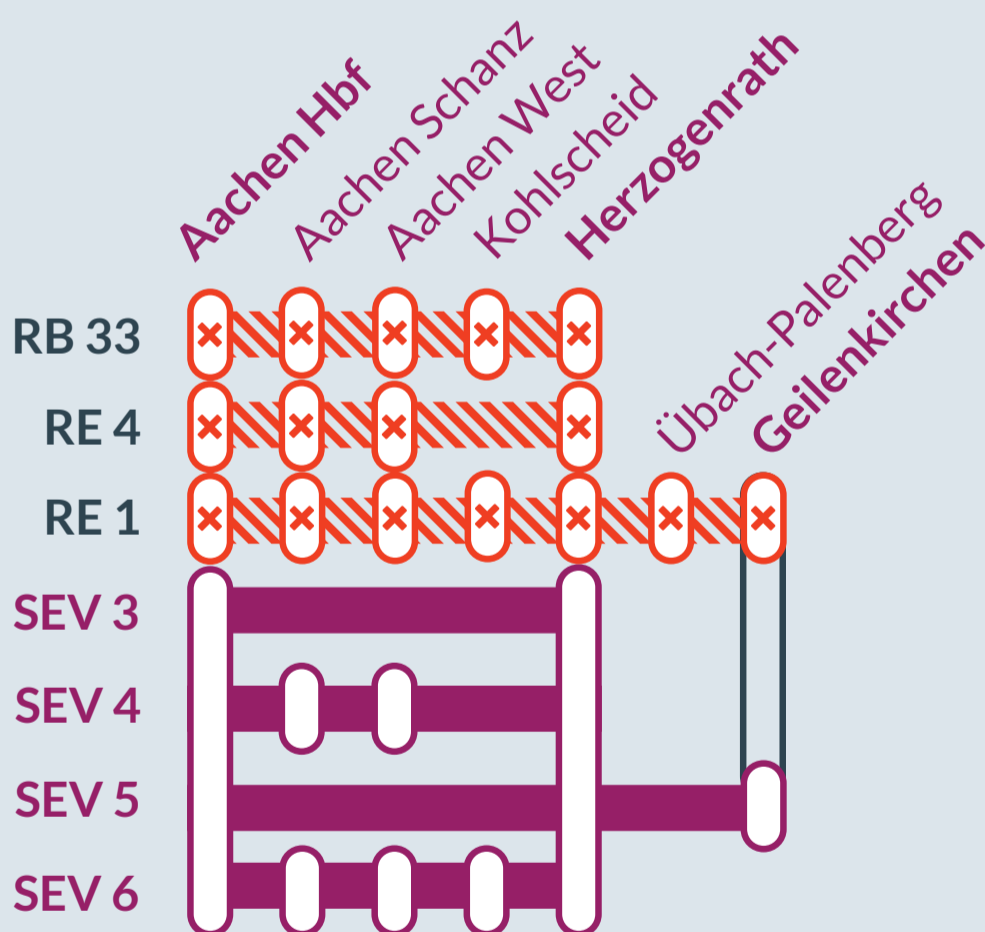 Aachen Hbf
Aachen Schanz
Aachen West
Kohlscheid
Herzogenrath
Übach-Palenberg
Geilenkirchen
RB 33
RE 4
RE 1
SEV 3
SEV 4
SEV 5
SEV 6